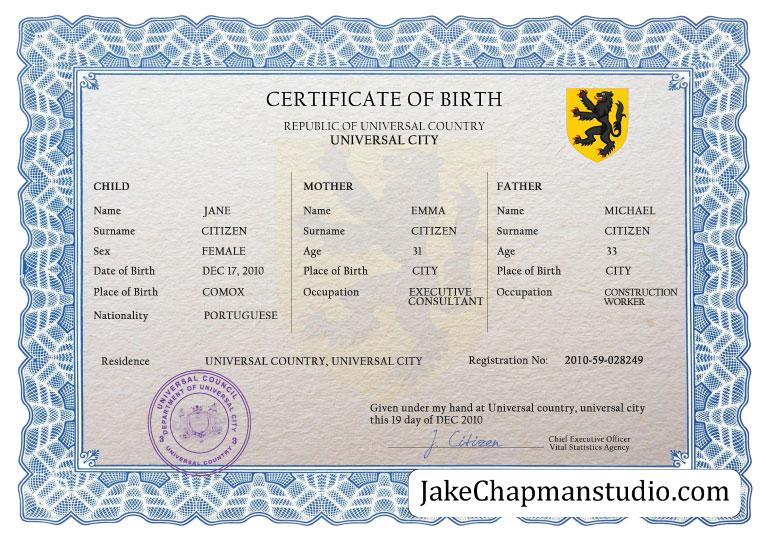 CERTIFICATE OF BIRTH
REPUBLIC OF UNIVERSAL COUNTRY
UNIVERSAL CITY
CHILD MOTHER FATHER
Name JANE Name EMMA Name MICHAEL
Surname CITIZEN Surname CITIZEN Surname CITIZEN
Sex FEMALE Age 31 Age 33
Date of Birth DEC 17, 2010 Place of Birth CITY Place of Birth CITY
Place of Birth COMOX Occupation EXECUTIVE CONSULTANT Occupation CONSTRUCTION WORKER
Nationality PORTUGUESE
Residence UNIVERSAL COUNTRY, UNIVERSAL CITY Registration No: 2010-59-028249
UNIVERSAL COUNCIL
DEPARTMENT OF UNIVERSAL CITY
3 3
UNIVERSAL COUNTRY
Given under my hand at Universal country, universal city
this 19 day of DEC 2010
J. Citizen
Chief Executive Officer
Vital Statistics Agency
JakeChapmanstudio.com